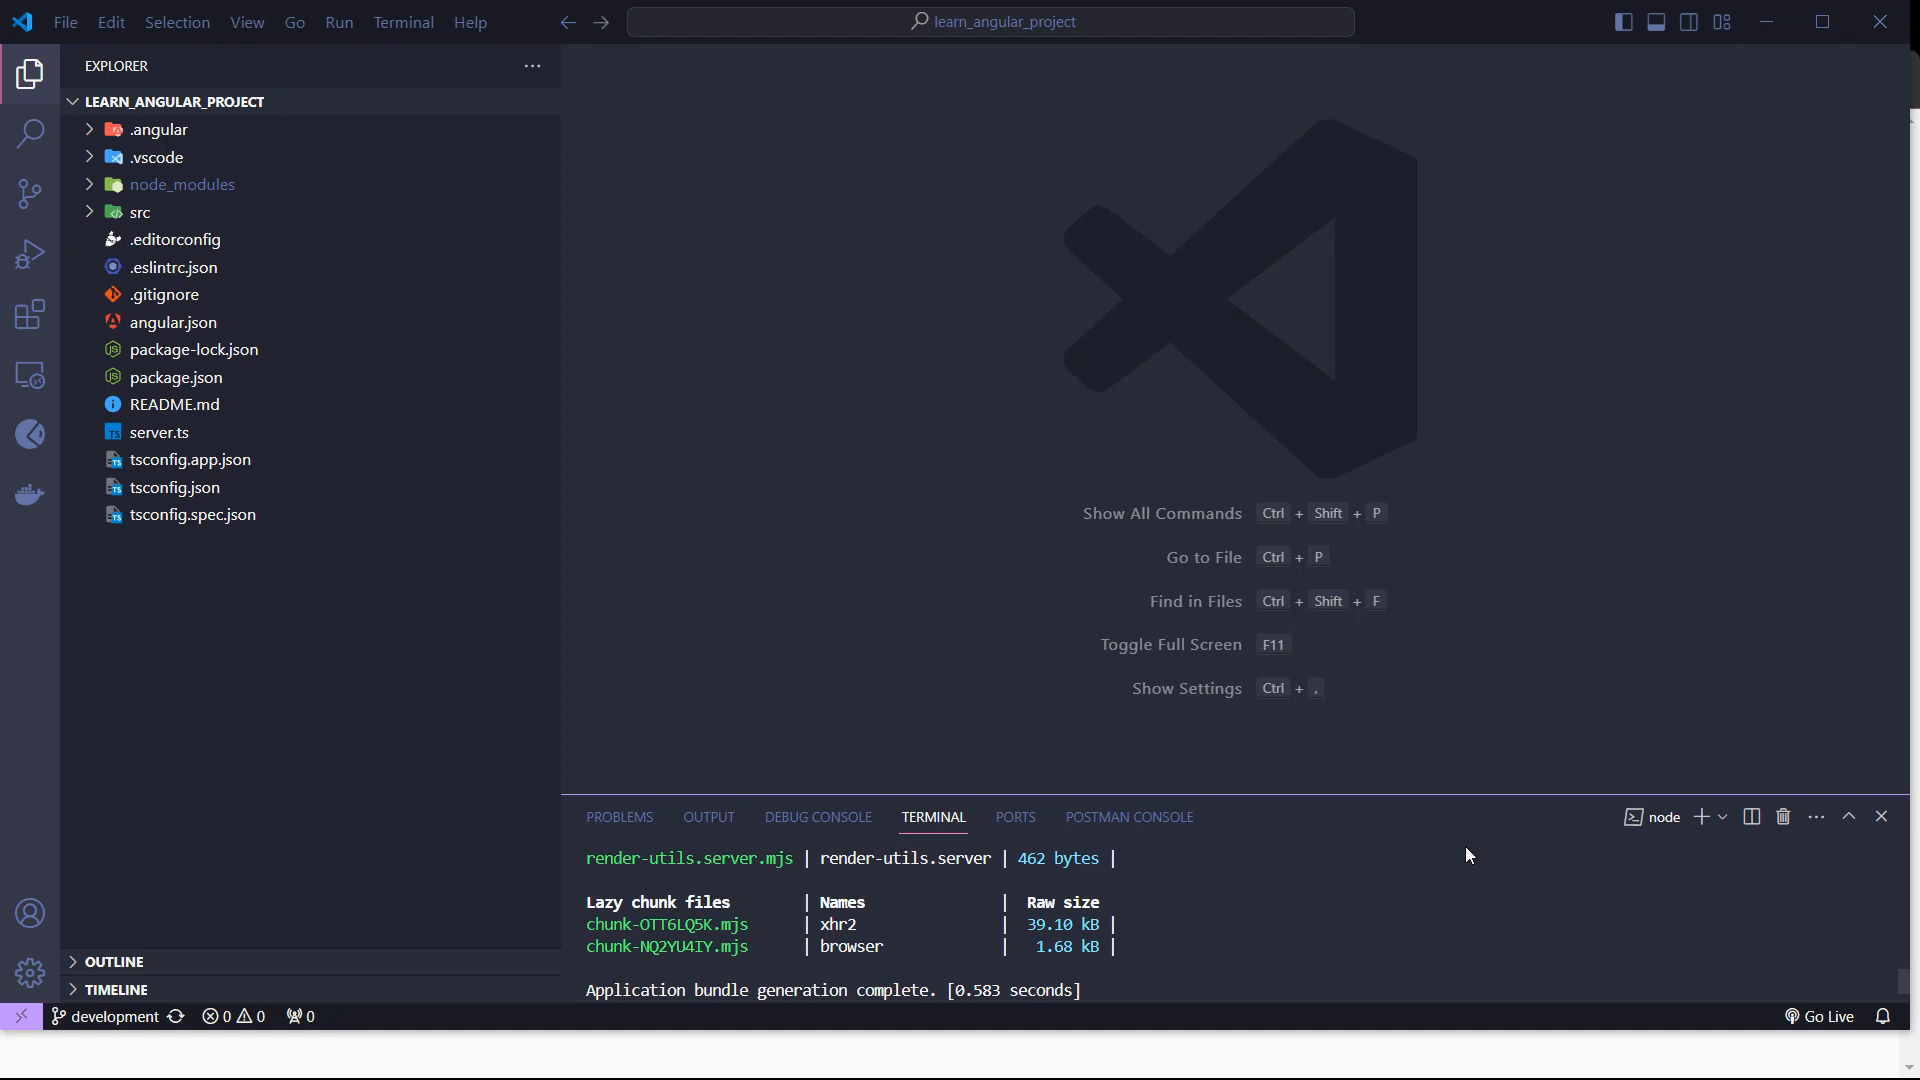 File Edit Selection View Go Run Terminal Help
learn_angular_project
EXPLORER
LEARN_ANGULAR_PROJECT
.angular
.vscode
node_modules
src
.editorconfig
.eslintrc.json
.gitignore
angular.json
package-lock.json
package.json
README.md
server.ts
tsconfig.app.json
tsconfig.json
tsconfig.spec.json
OUTLINE
TIMELINE
Show All Commands Ctrl + Shift + P
Go to File Ctrl + P
Find in Files Ctrl + Shift + F
Toggle Full Screen F11
Show Settings Ctrl + ,
PROBLEMS OUTPUT DEBUG CONSOLE TERMINAL PORTS POSTMAN CONSOLE node
render-utils.server.mjs | render-utils.server | 462 bytes |
Lazy chunk files | Names | Raw size
chunk-OTT6LQ5K.mjs | xhr2 | 39.10 kB |
chunk-NQ2YU4IY.mjs | browser | 1.68 kB |
Application bundle generation complete. [0.583 seconds]
development 0 0 0 Go Live